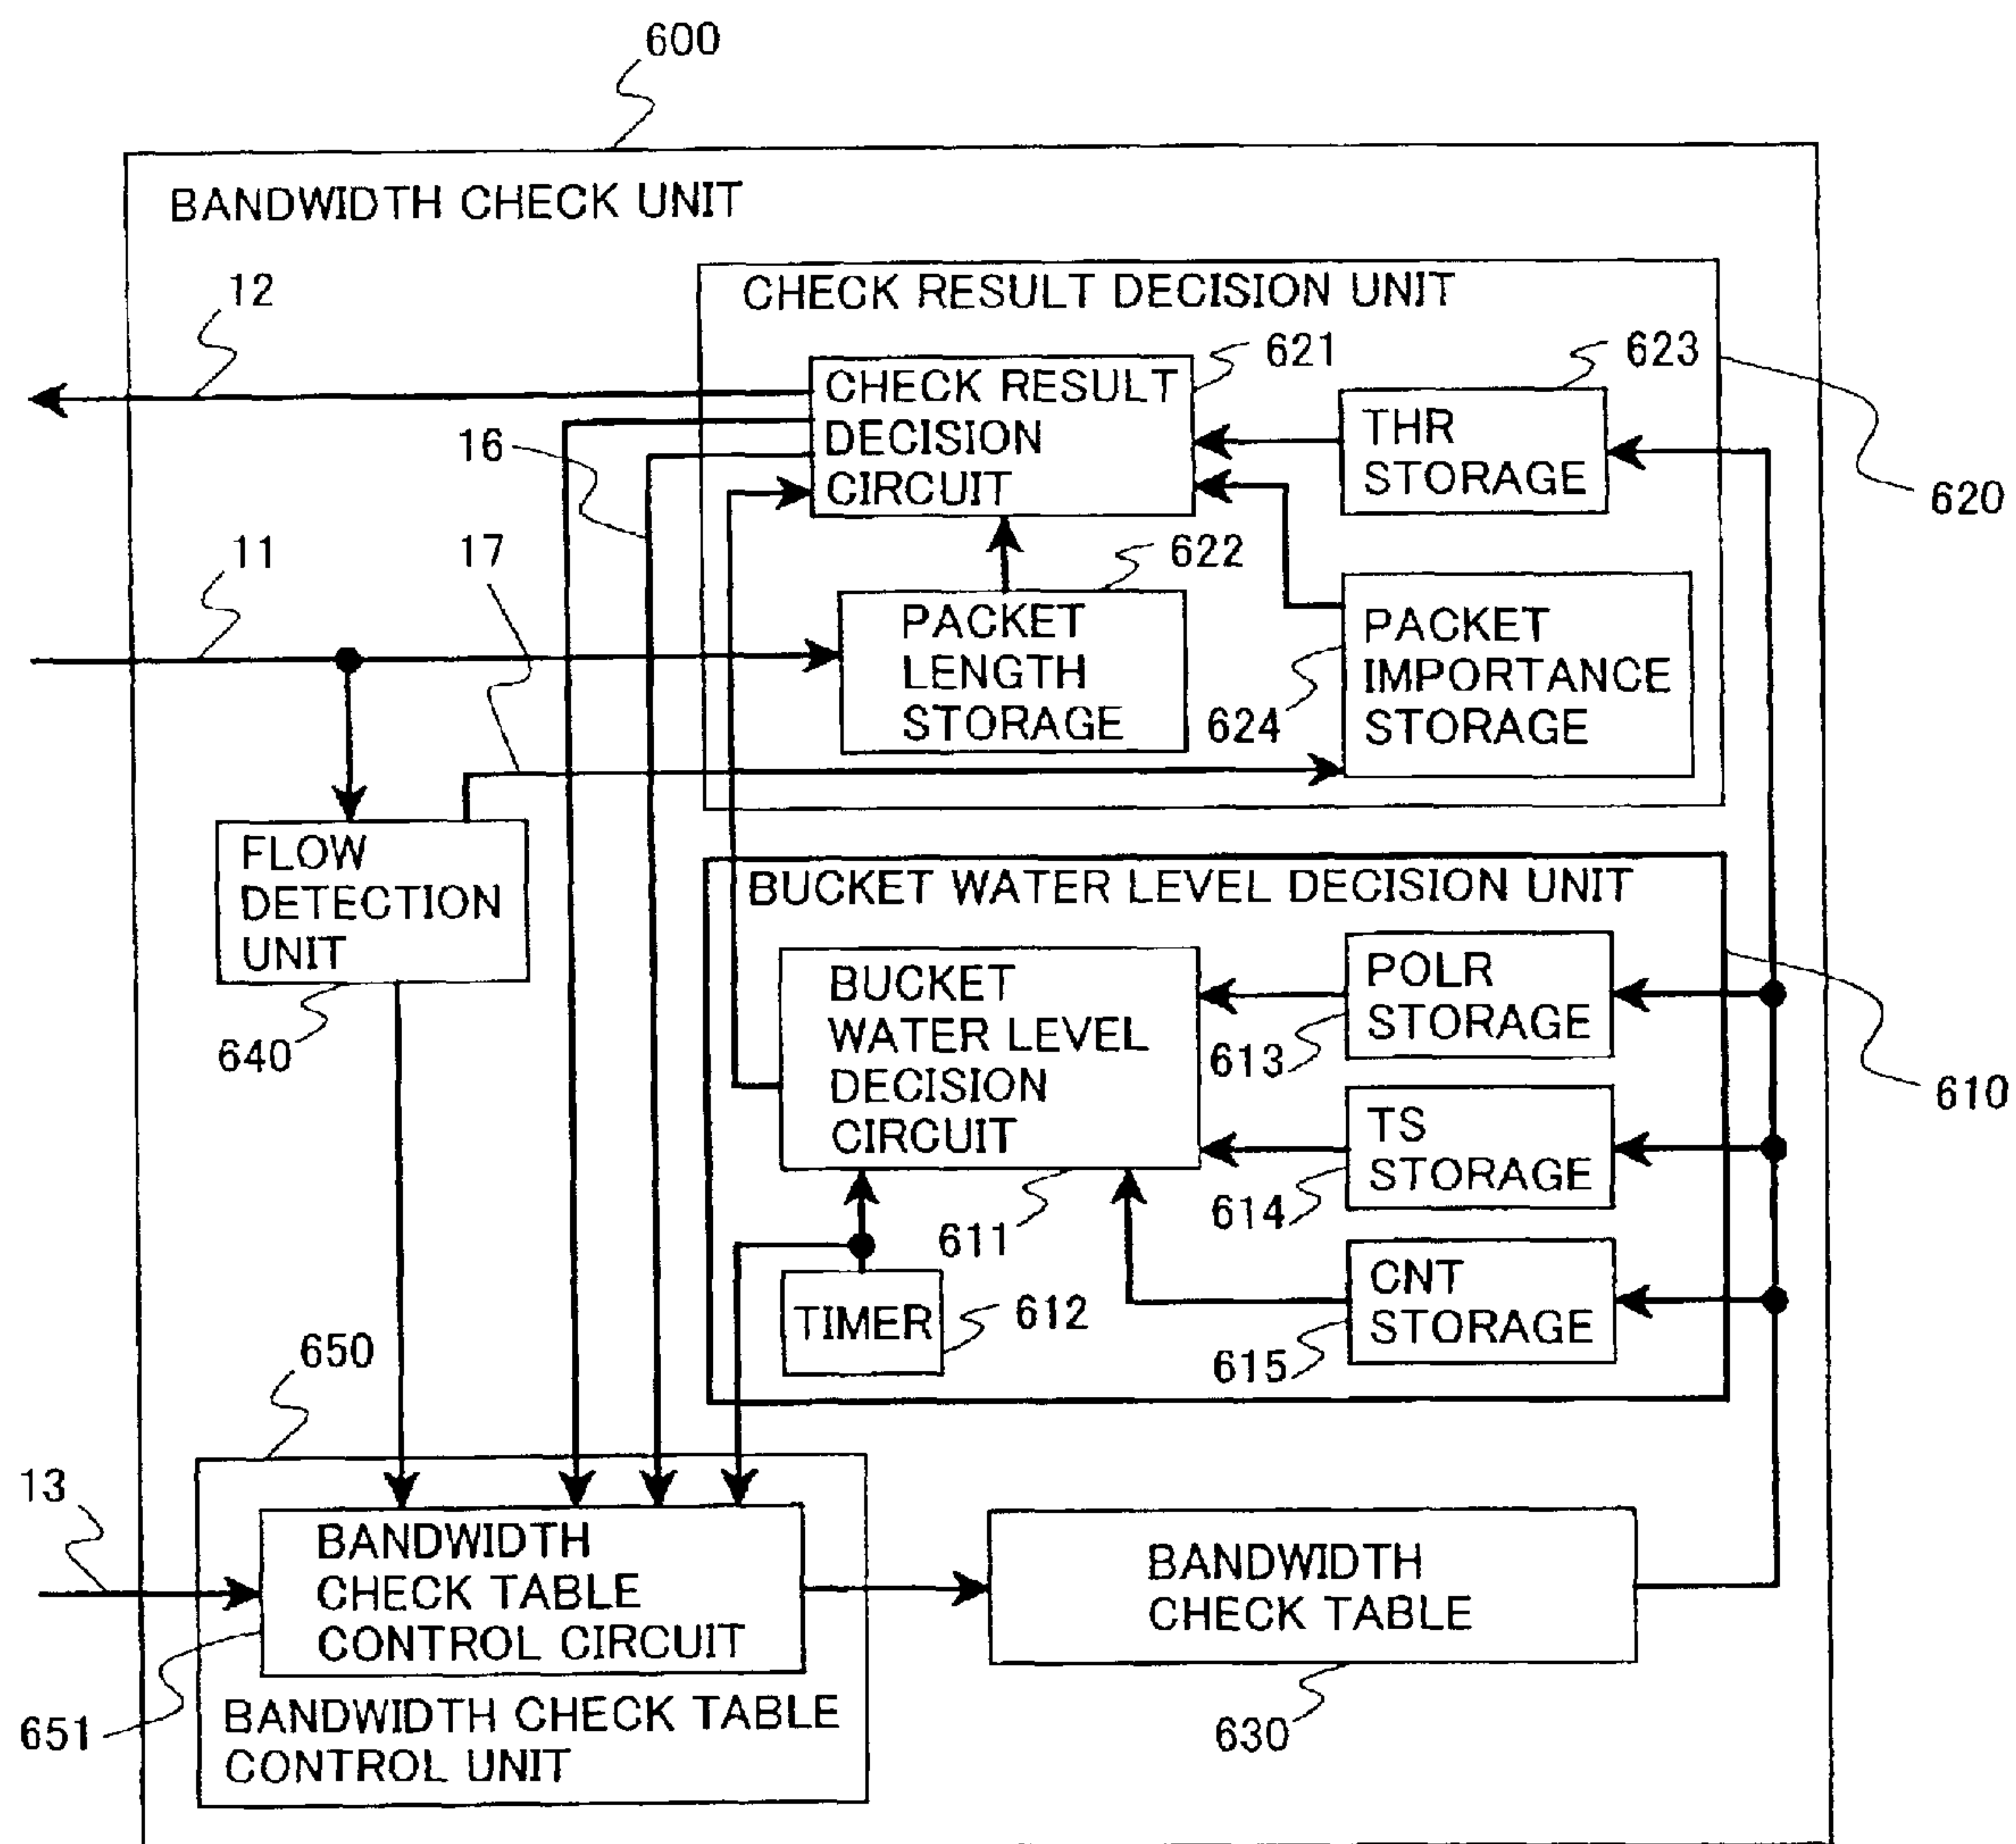 600
BANDWIDTH CHECK UNIT
12
CHECK RESULT DECISION UNIT
621
623
CHECK RESULT
DECISION
CIRCUIT
THR
STORAGE
16
620
11
17
622
PACKET
LENGTH
STORAGE
PACKET
IMPORTANCE
STORAGE
624
FLOW
DETECTION
UNIT
640
BUCKET WATER LEVEL DECISION UNIT
BUCKET
WATER LEVEL
DECISION
CIRCUIT
POLR
STORAGE
613
610
TS
STORAGE
614
611
CNT
STORAGE
615
TIMER
612
650
13
BANDWIDTH
CHECK TABLE
CONTROL CIRCUIT
BANDWIDTH
CHECK TABLE
651
BANDWIDTH CHECK TABLE
CONTROL UNIT
630